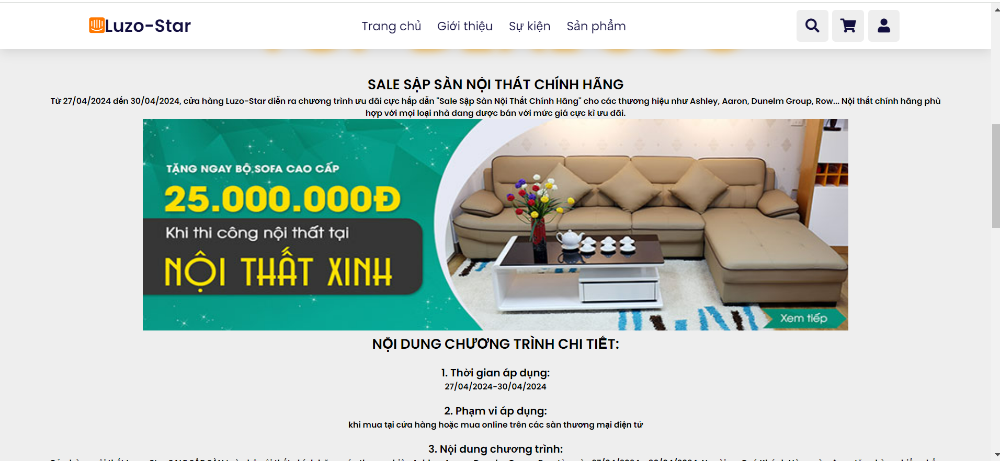 Luzo-Star
Trang chủ
Giới thiệu
Sự kiện
Sản phẩm
SALE SẬP SÀN NỘI THẤT CHÍNH HÃNG
Từ 27/04/2024 đến 30/04/2024, cửa hàng Luzo-Star diễn ra chương trình ưu đãi cực hấp dẫn "Sale Sập Sàn Nội Thất Chính Hãng" cho các thương hiệu như Ashley, Aaron, Dunelm Group, Row... Nội thất chính hãng phù
hợp với mọi loại nhà đang được bán với mức giá cực kì ưu đãi.
TẶNG NGAY BỘ.SOFA CAO CẤP
25.000.000Đ
Khi thi công nội thất tại
NỘI THẤT XINH
Xem tiếp
NỘI DUNG CHƯƠNG TRÌNH CHI TIẾT:
1. Thời gian áp dụng:
27/04/2024-30/04/2024
2. Phạm vi áp dụng:
khi mua tại cửa hàng hoặc mua online trên các sàn thương mại điện tử
3. Nội dung chương trình: